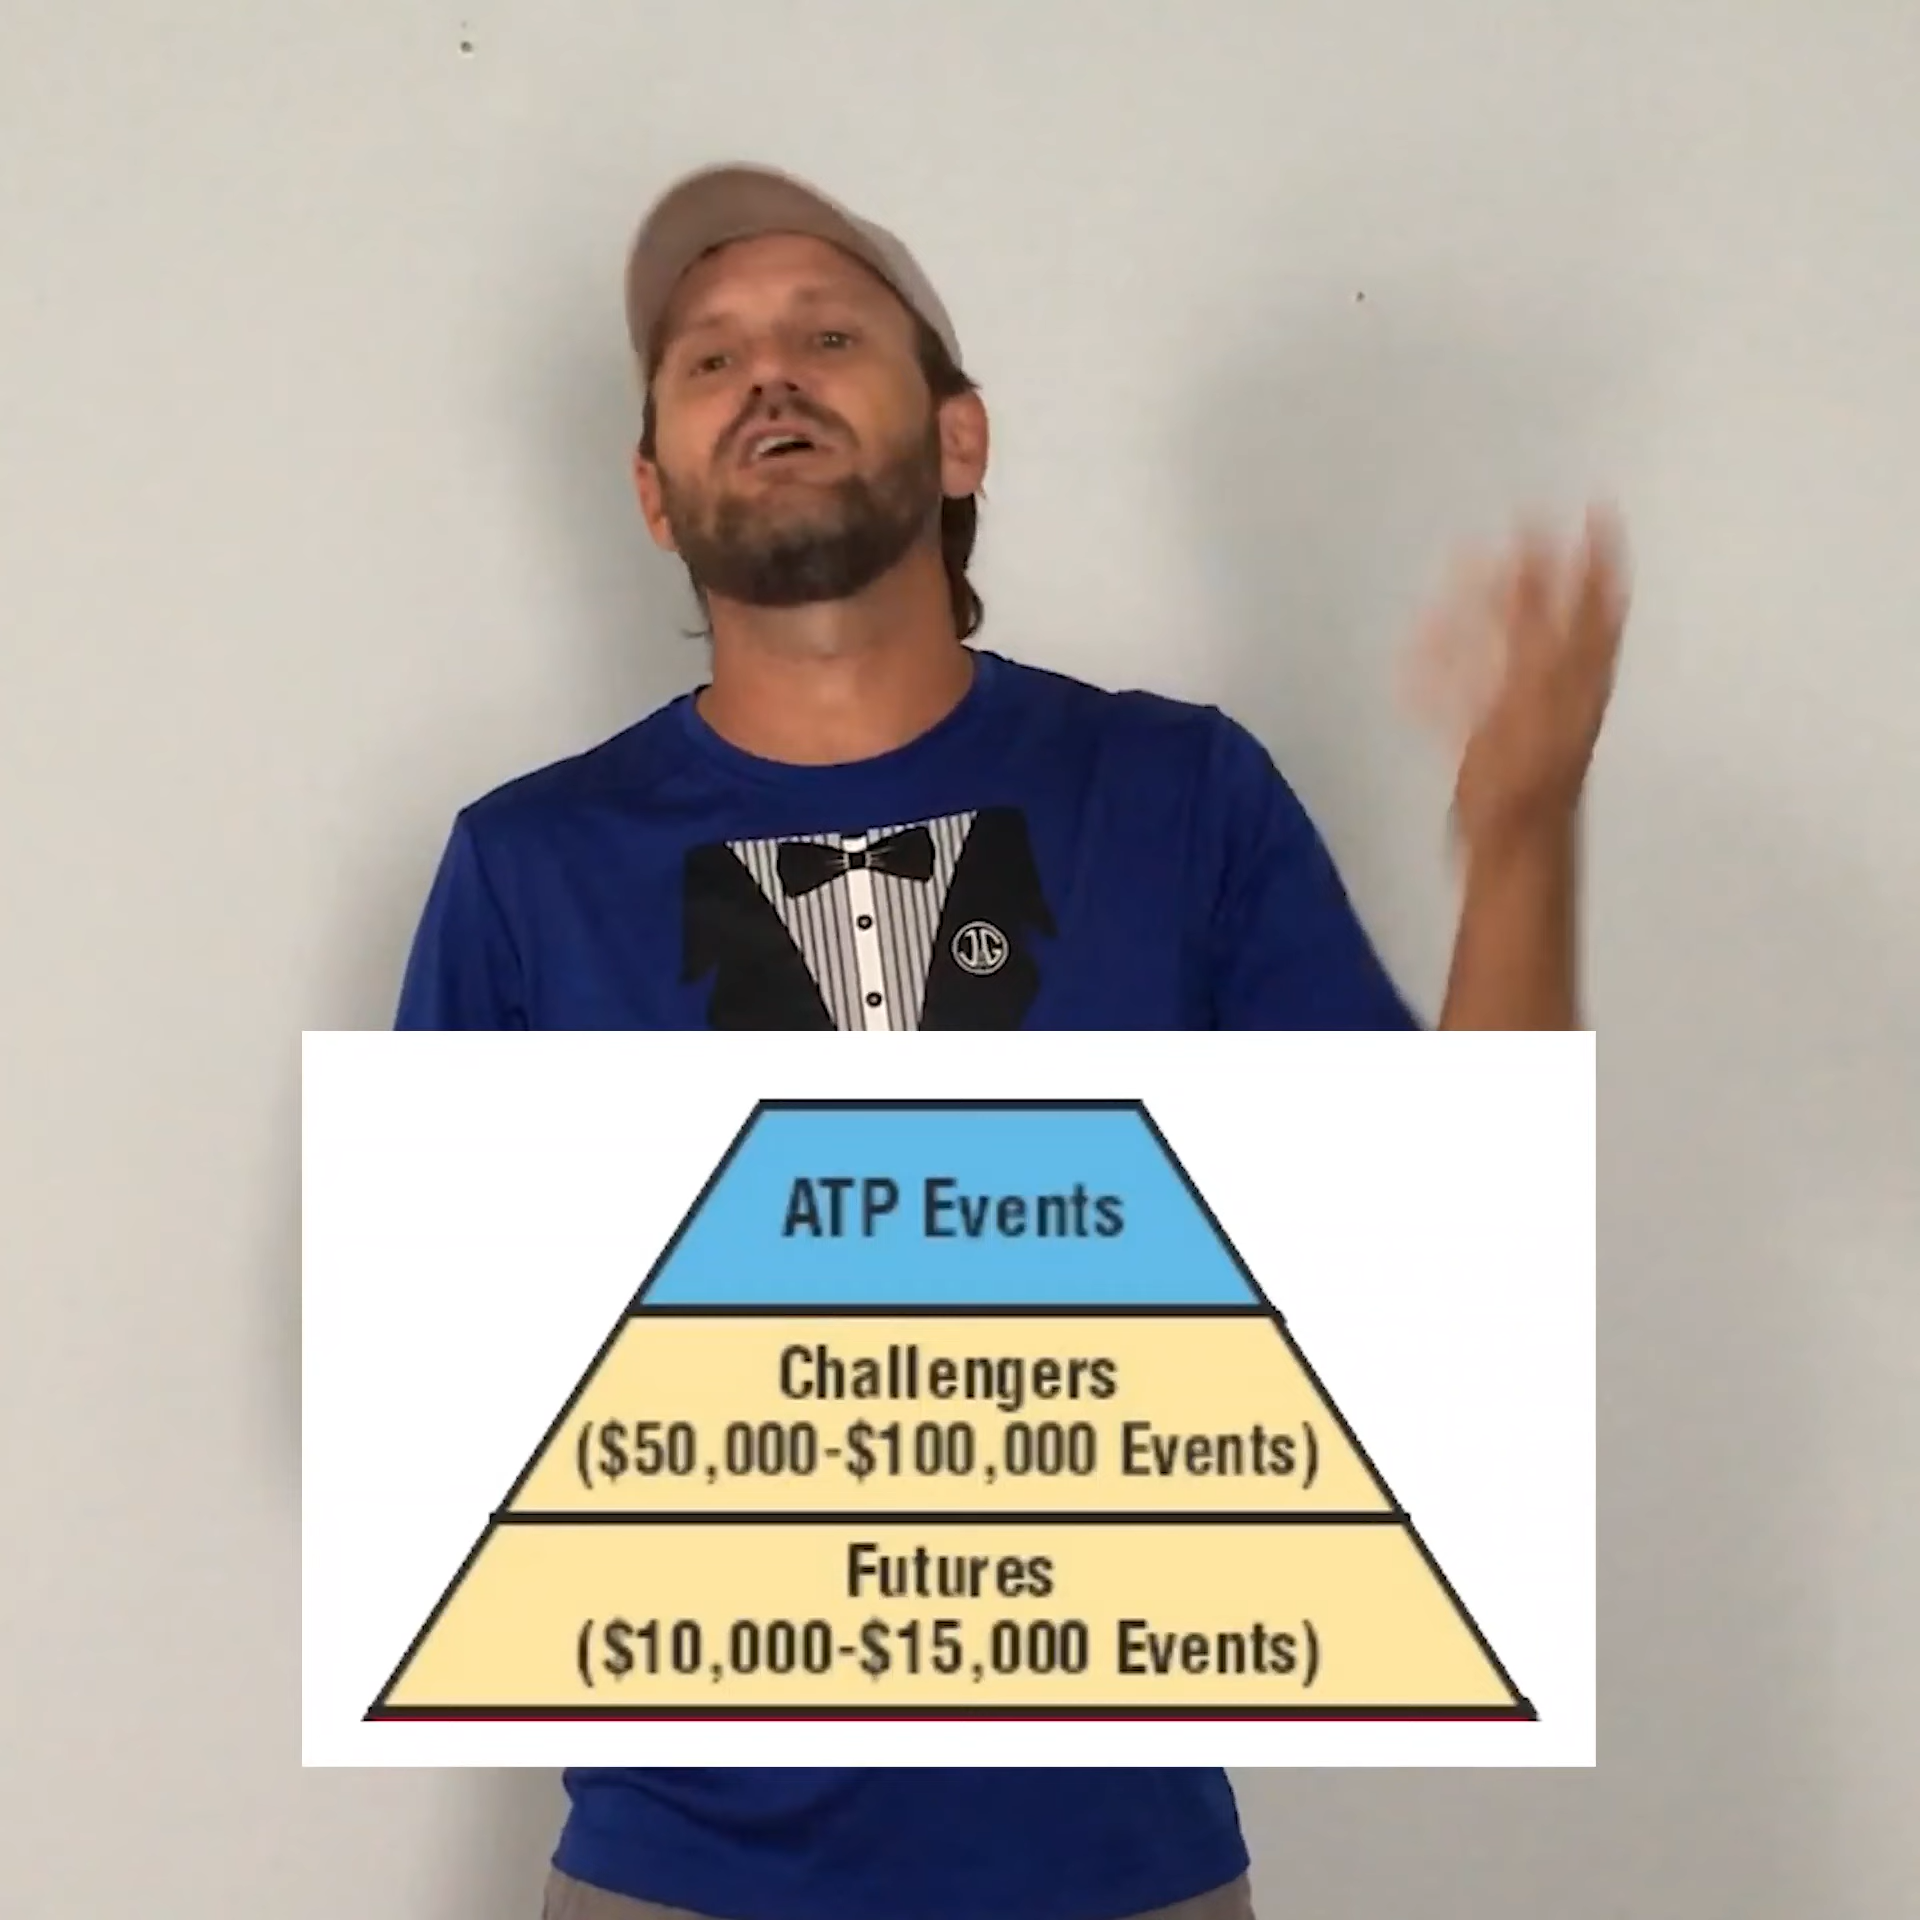 JG
ATP Events
Challengers
($50,000-$100,000 Events)
Futures
($10,000-$15,000 Events)